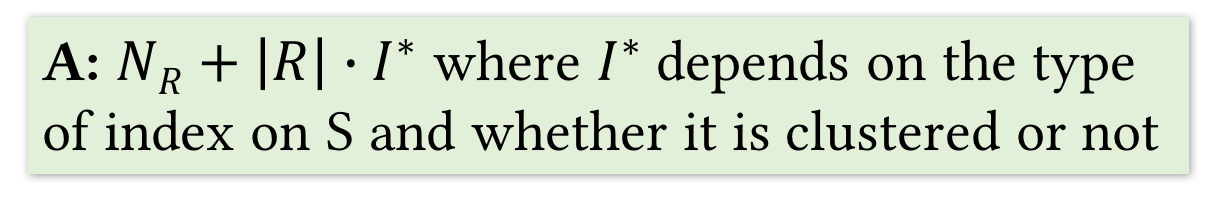 A: N_R + |R| · I* where I* depends on the type
of index on S and whether it is clustered or not